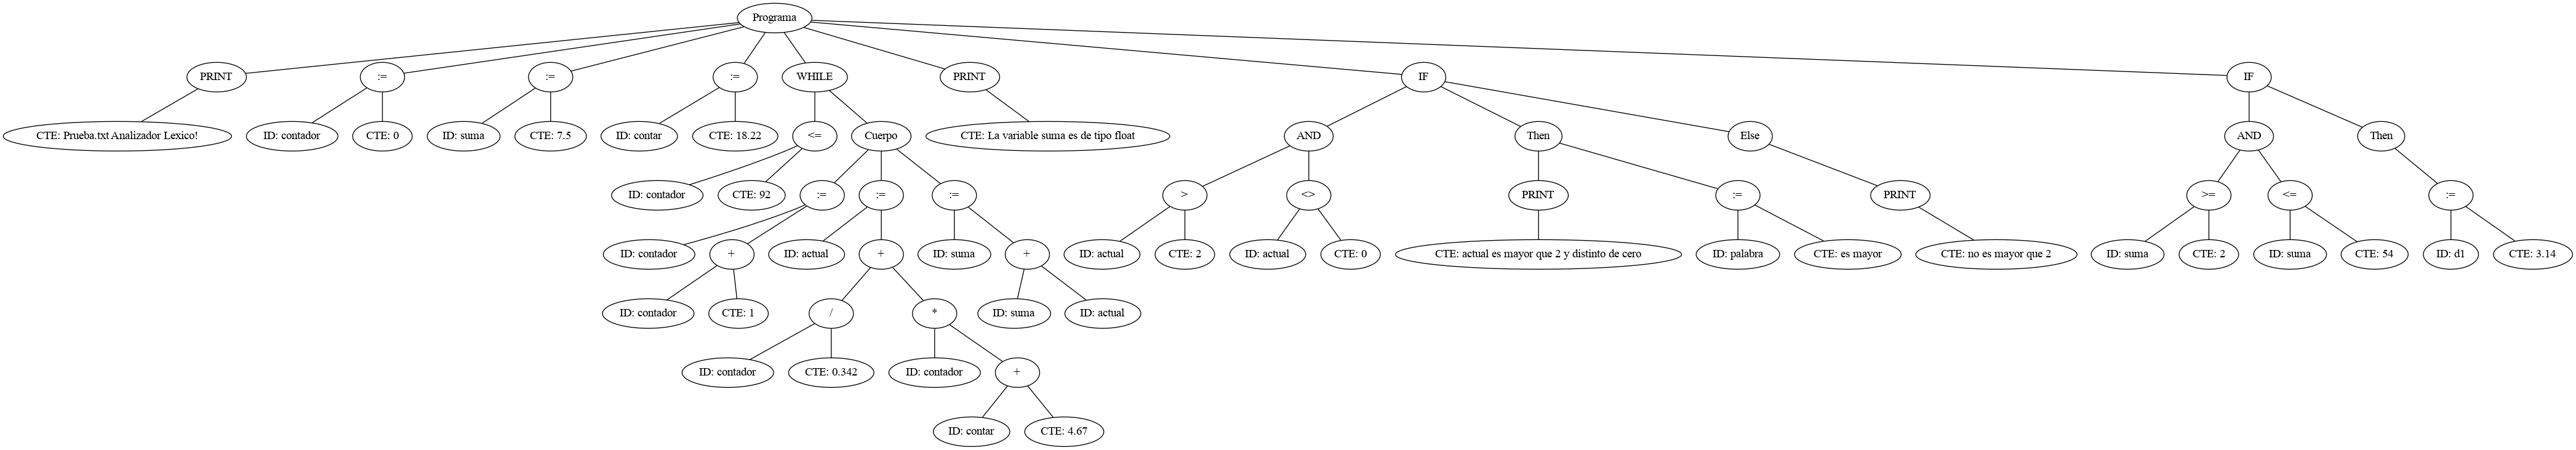 Programa
PRINT := := := WHILE PRINT IF IF
CTE: Prueba.txt Analizador Lexico! ID: contador CTE: 0 ID: suma CTE: 7.5 ID: contar CTE: 18.22 <= Cuerpo CTE: La variable suma es de tipo float AND Then Else AND Then
ID: contador CTE: 92 := := := > <> PRINT := PRINT >= <= :=
ID: contador + ID: actual + ID: suma + ID: actual CTE: 2 ID: actual CTE: 0 CTE: actual es mayor que 2 y distinto de cero ID: palabra CTE: es mayor CTE: no es mayor que 2 ID: suma CTE: 2 ID: suma CTE: 54 ID: d1 CTE: 3.14
ID: contador CTE: 1 / * ID: suma ID: actual
ID: contador CTE: 0.342 ID: contador +
ID: contar CTE: 4.67